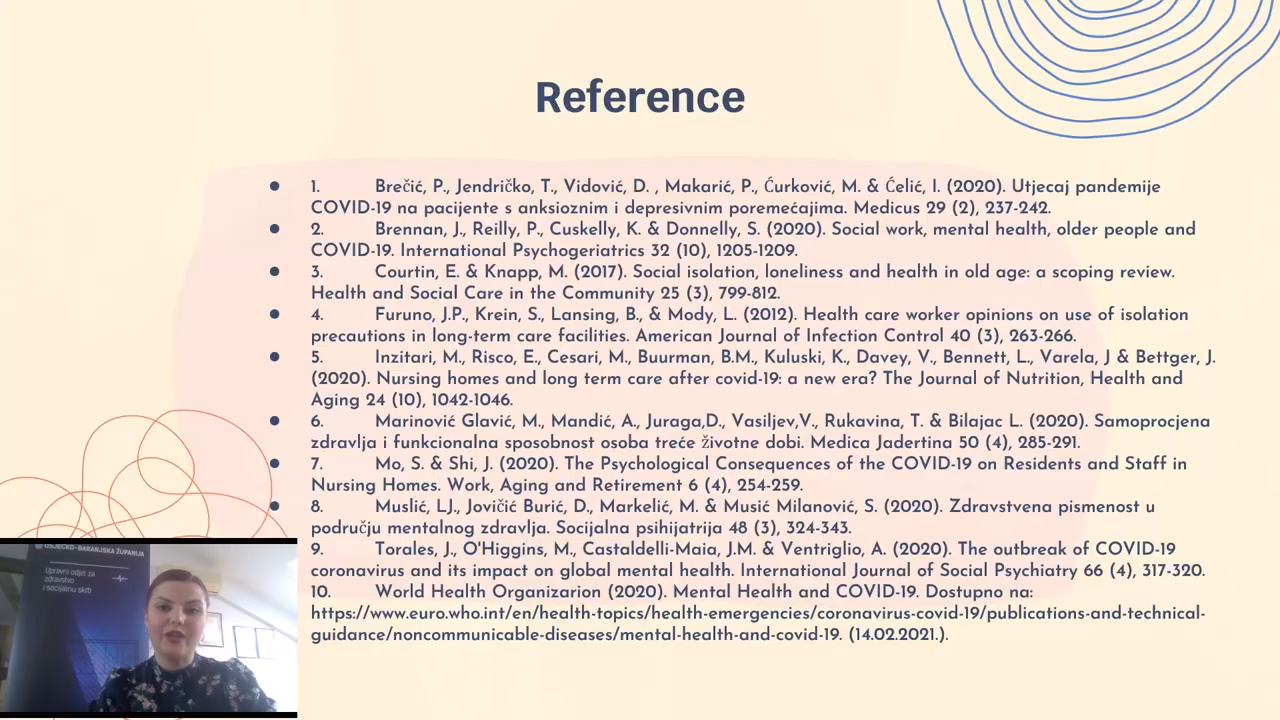 Reference
1. Brečić, P., Jendričko, T., Vidović, D. , Makarić, P., Ćurković, M. & Ćelić, I. (2020). Utjecaj pandemije
COVID-19 na pacijente s anksioznim i depresivnim poremećajima. Medicus 29 (2), 237-242.
2. Brennan, J., Reilly, P., Cuskelly, K. & Donnelly, S. (2020). Social work, mental health, older people and
COVID-19. International Psychogeriatrics 32 (10), 1205-1209.
3. Courtin, E. & Knapp, M. (2017). Social isolation, loneliness and health in old age: a scoping review.
Health and Social Care in the Community 25 (3), 799-812.
4. Furuno, J.P., Krein, S., Lansing, B., & Mody, L. (2012). Health care worker opinions on use of isolation
precautions in long-term care facilities. American Journal of Infection Control 40 (3), 263-266.
5. Inzitari, M., Risco, E., Cesari, M., Buurman, B.M., Kuluski, K., Davey, V., Bennett, L., Varela, J & Bettger, J.
(2020). Nursing homes and long term care after covid-19: a new era? The Journal of Nutrition, Health and
Aging 24 (10), 1042-1046.
6. Marinović Glavić, M., Mandić, A., Juraga,D., Vasiljev,V., Rukavina, T. & Bilajac L. (2020). Samoprocjena
zdravlja i funkcionalna sposobnost osoba treće životne dobi. Medica Jadertina 50 (4), 285-291.
7. Mo, S. & Shi, J. (2020). The Psychological Consequences of the COVID-19 on Residents and Staff in
Nursing Homes. Work, Aging and Retirement 6 (4), 254-259.
8. Muslić, LJ., Jovičić Burić, D., Markelić, M. & Musić Milanović, S. (2020). Zdravstvena pismenost u
području mentalnog zdravlja. Socijalna psihijatrija 48 (3), 324-343.
9. Torales, J., O'Higgins, M., Castaldelli-Maia, J.M. & Ventriglio, A. (2020). The outbreak of COVID-19
coronavirus and its impact on global mental health. International Journal of Social Psychiatry 66 (4), 317-320.
10. World Health Organizarion (2020). Mental Health and COVID-19. Dostupno na:
https://www.euro.who.int/en/health-topics/health-emergencies/coronavirus-covid-19/publications-and-technical-
guidance/noncommunicable-diseases/mental-health-and-covid-19. (14.02.2021.).
OSJEČKO-BARANJSKA ŽUPANIJA
Upravni odjel za
zdravstvo
i socijalnu skrb